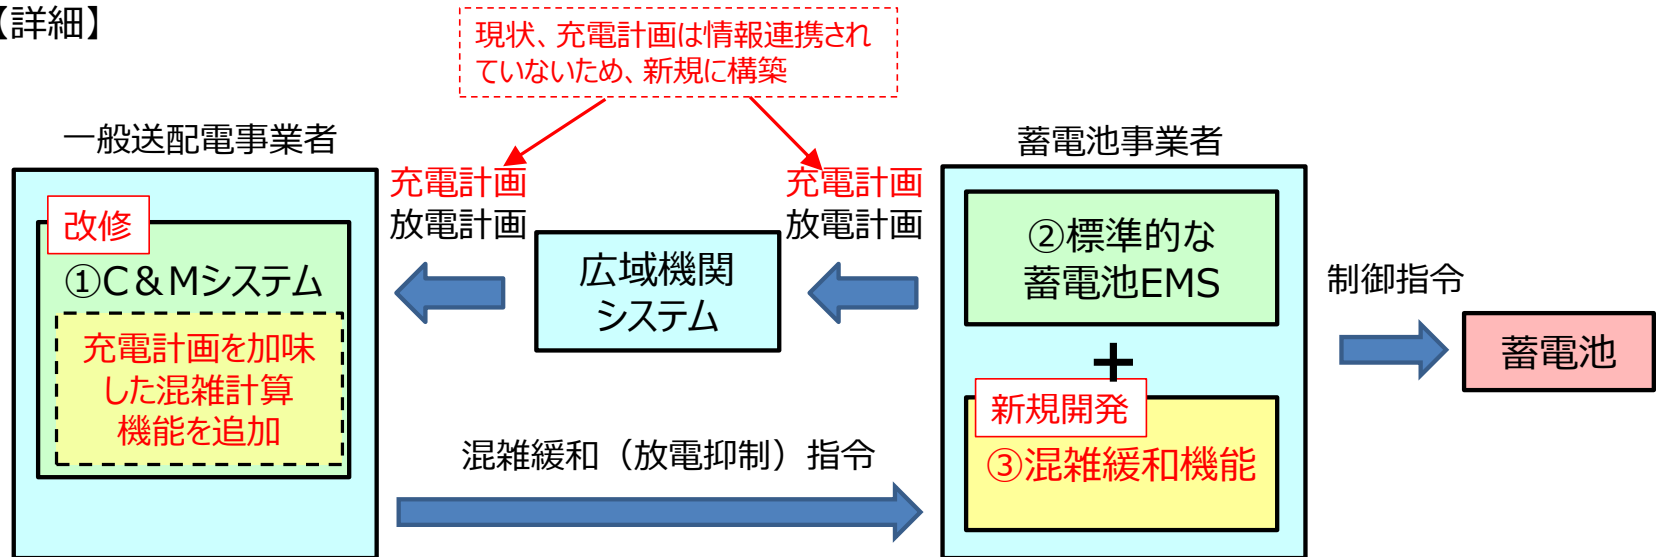 【詳細】
現状、充電計画は情報連携され
ていないため、新規に構築
一般送配電事業者
改修
①C&Mシステム
充電計画を加味
した混雑計算
機能を追加
充電計画
放電計画
広域機関
システム
充電計画
放電計画
混雑緩和（放電抑制）指令
蓄電池事業者
②標準的な
蓄電池EMS
+
新規開発
③混雑緩和機能
制御指令
蓄電池